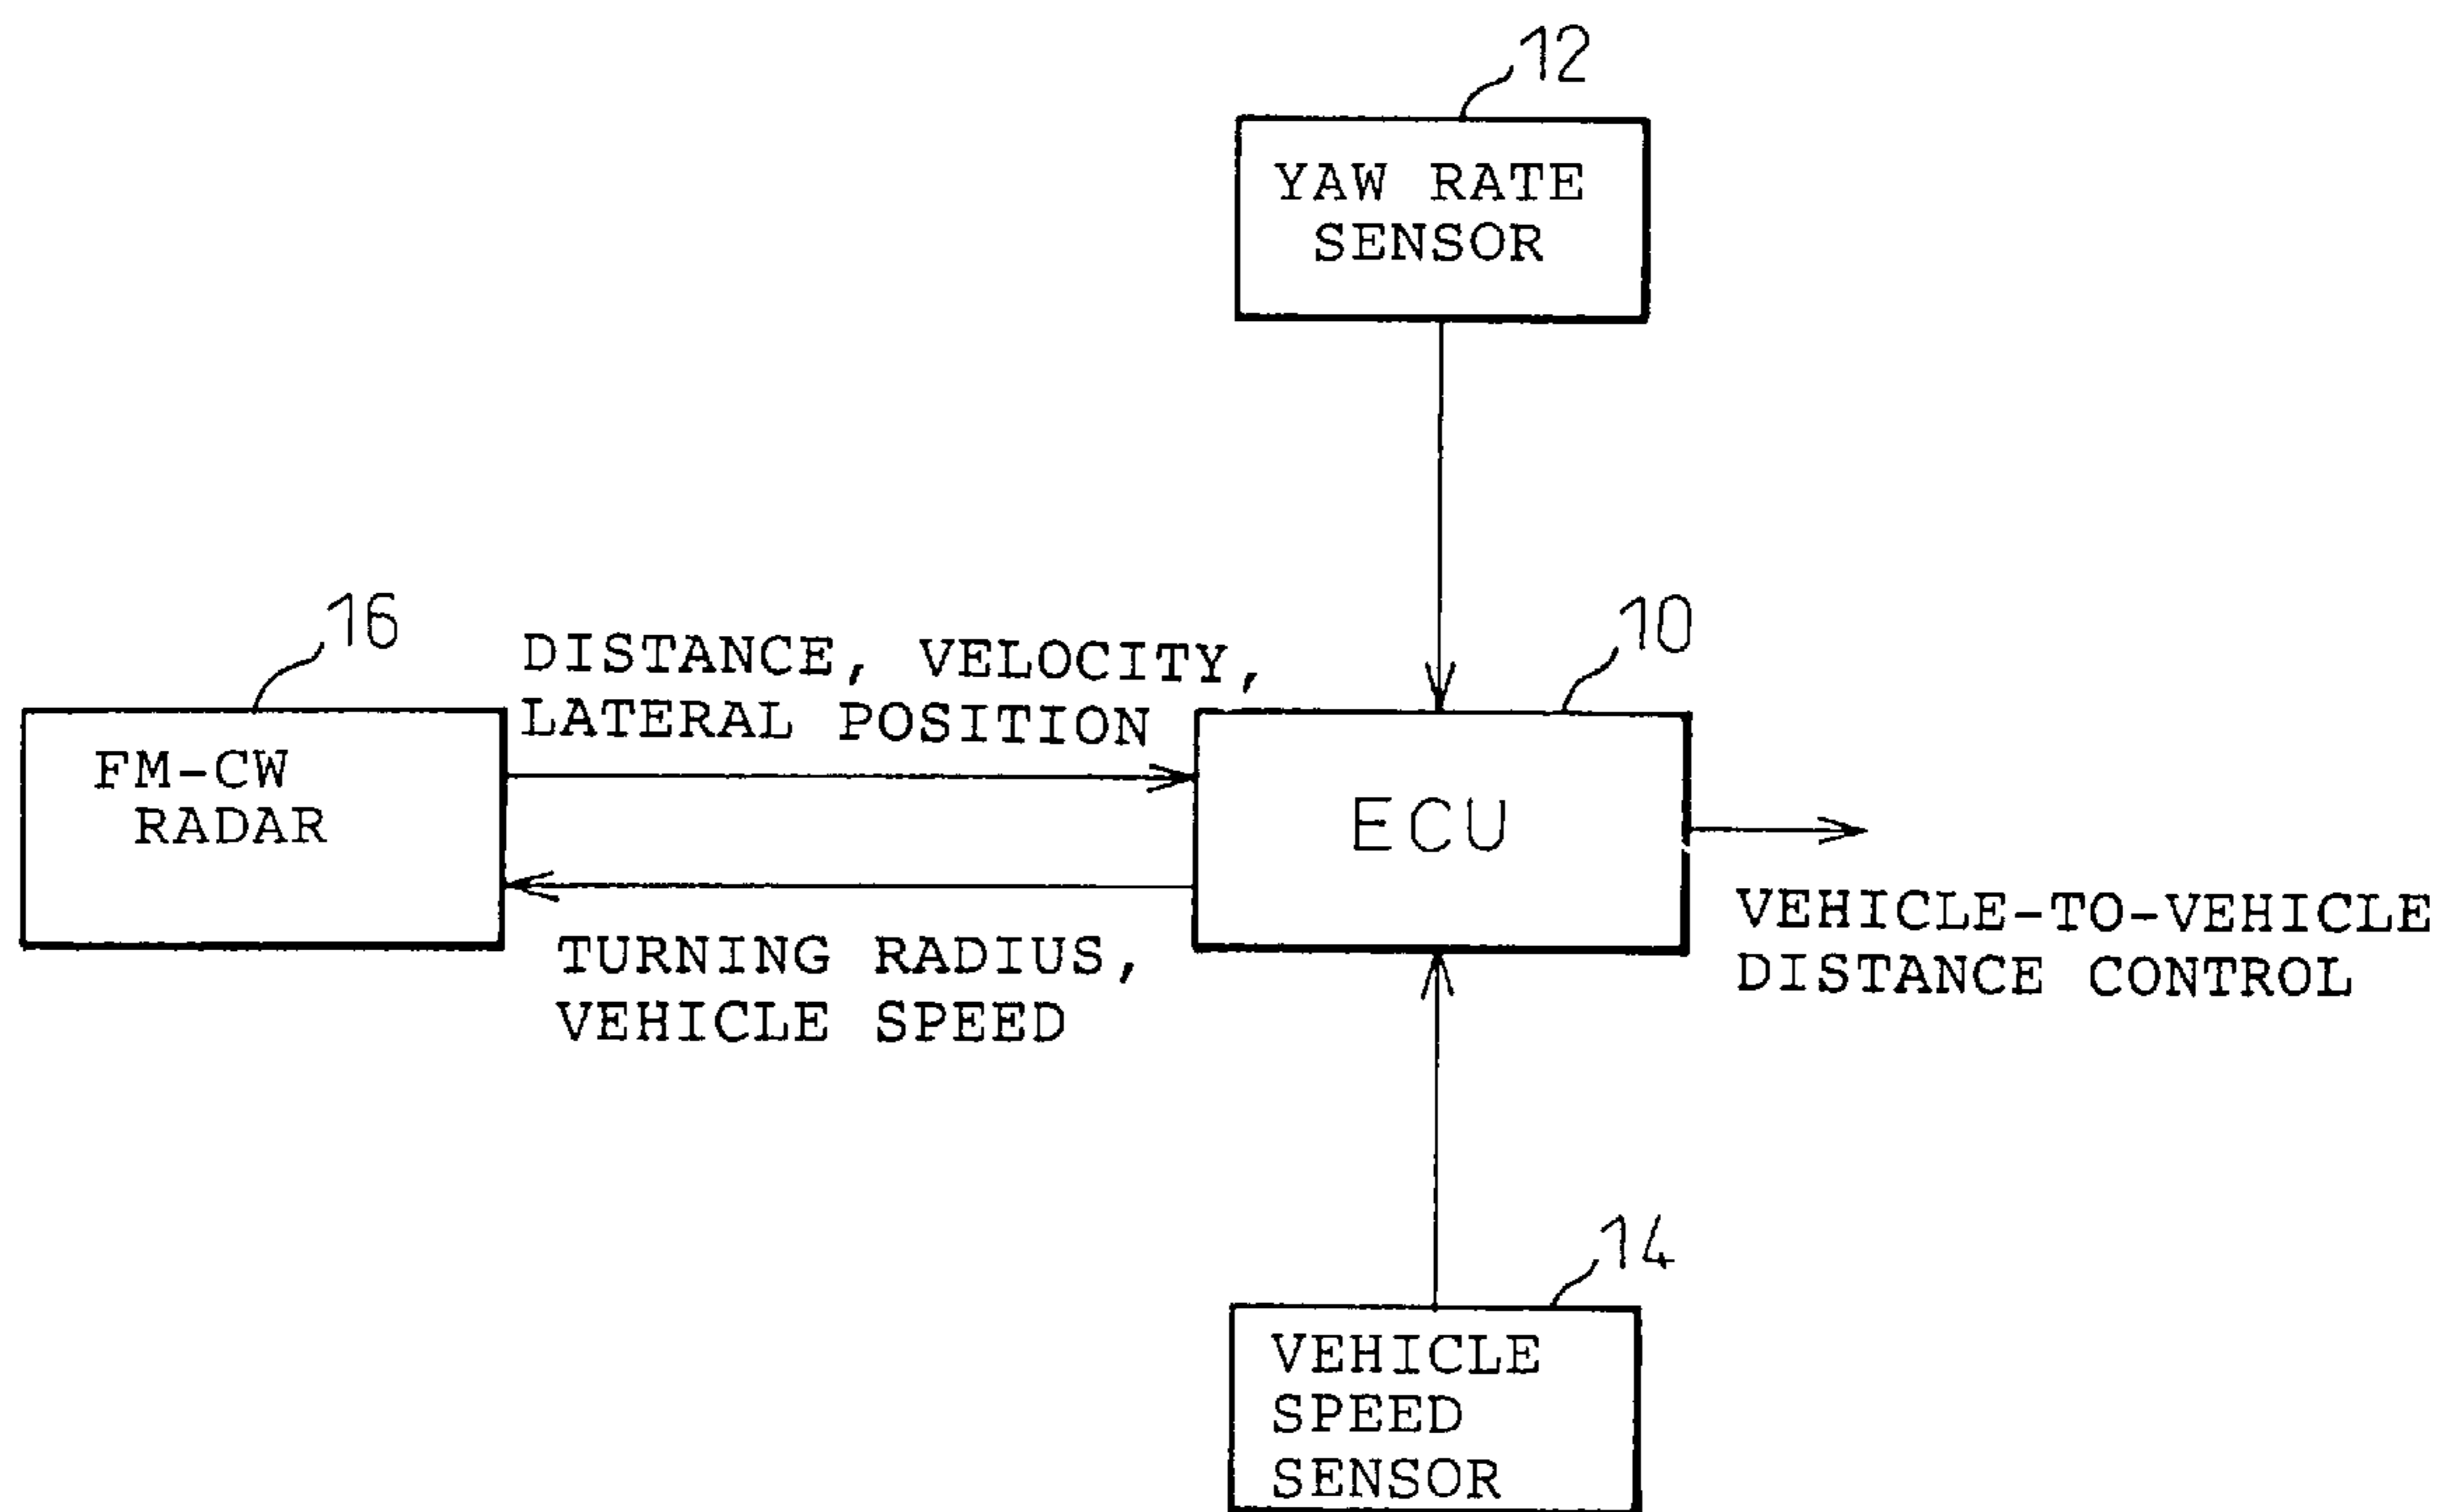 12
YAW RATE
SENSOR
16
DISTANCE, VELOCITY,
LATERAL POSITION
10
FM-CW
RADAR
ECU
TURNING RADIUS,
VEHICLE SPEED
VEHICLE-TO-VEHICLE
DISTANCE CONTROL
14
VEHICLE
SPEED
SENSOR